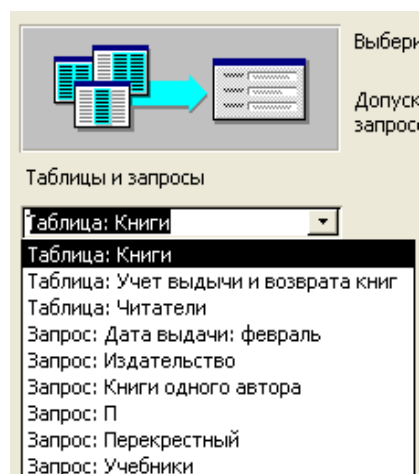 Выбери
Допуск
запросо
Таблицы и запросы
Таблица: Книги
Таблица: Книги
Таблица: Учет выдычи и возврата книг
Таблица: Читатели
Запрос: Дата выдачи: февраль
Запрос: Издательство
Запрос: Книги одного автора
Запрос: П
Запрос: Перекрестный
Запрос: Учебники